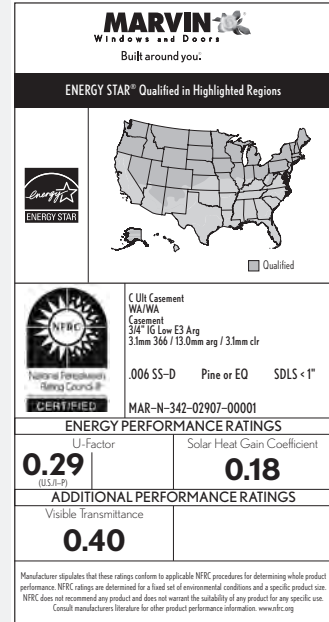 MARVIN
Windows and Doors
Built around you.®
ENERGY STAR® Qualified in Highlighted Regions
energy
ENERGY STAR
Qualified
NFRC
National Fenestration
Rating Council®
CERTIFIED
C Ult Casement
WA/WA
Casement
3/4" IG Low E3 Arg
3.1mm 366 / 13.0mm arg / 3.1mm clr
.006 SS-D Pine or EQ SDLS < 1"
MAR-N-342-02907-00001
ENERGY PERFORMANCE RATINGS
U-Factor Solar Heat Gain Coefficient
0.29 0.18
(U.S./I-P)
ADDITIONAL PERFORMANCE RATINGS
Visible Transmittance
0.40
Manufacturer stipulates that these ratings conform to applicable NFRC procedures for determining whole product
performance. NFRC ratings are determined for a fixed set of environmental conditions and a specific product size.
NFRC does not recommend any product and does not warrant the suitability of any product for any specific use.
Consult manufacturers literature for other product performance information. www.nfrc.org